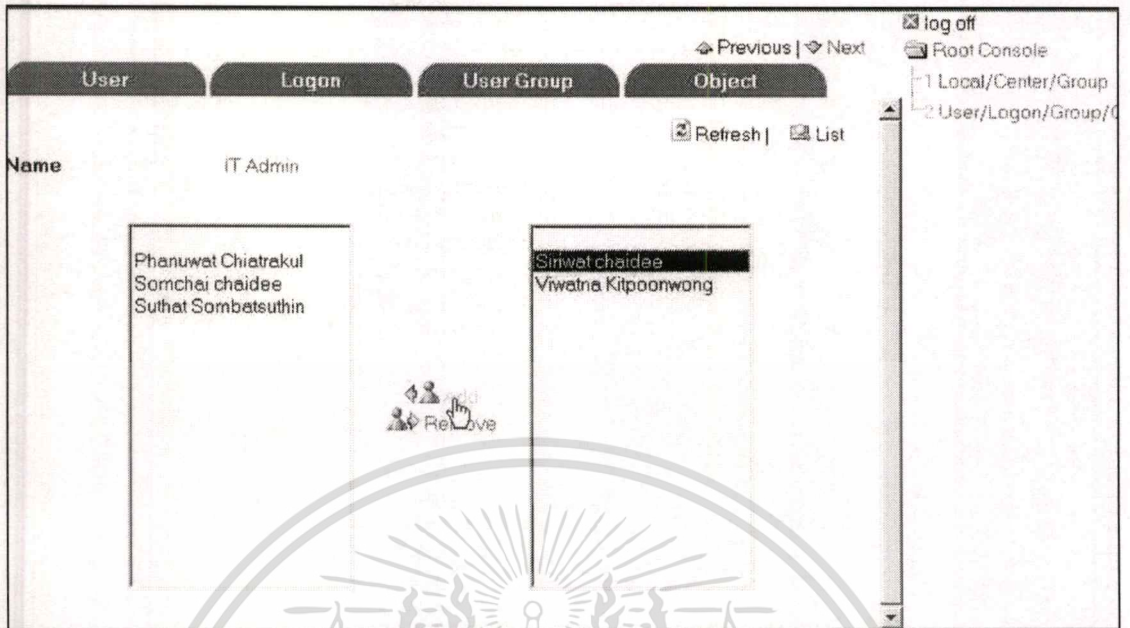 log off
Previous | Next
Root Console
User Logon User Group Object
1 Local/Center/Group
2 User/Logon/Group/
Refresh | List
Name iT Admin
Phanuwat Chiatrakul
Somchai chaidee
Suthat Sombatsuthin
Siriwat chaidee
Viwatna Kitpoonwong
Add
Remove